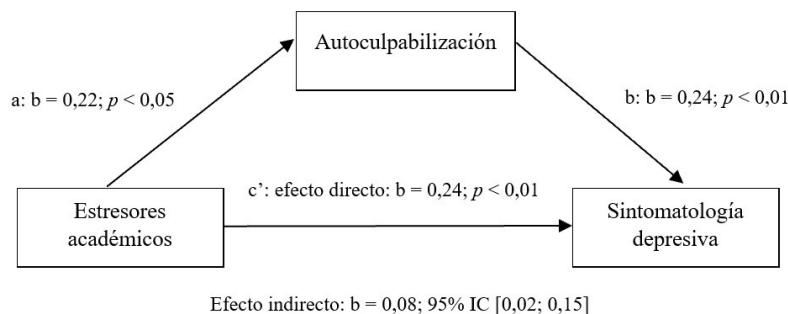 Autoculpabilización
a: b = 0,22; p < 0,05
b: b = 0,24; p < 0,01
c’: efecto directo: b = 0,24; p < 0,01
Estresores
académicos
Sintomatología
depresiva
Efecto indirecto: b = 0,08; 95% IC [0,02; 0,15]